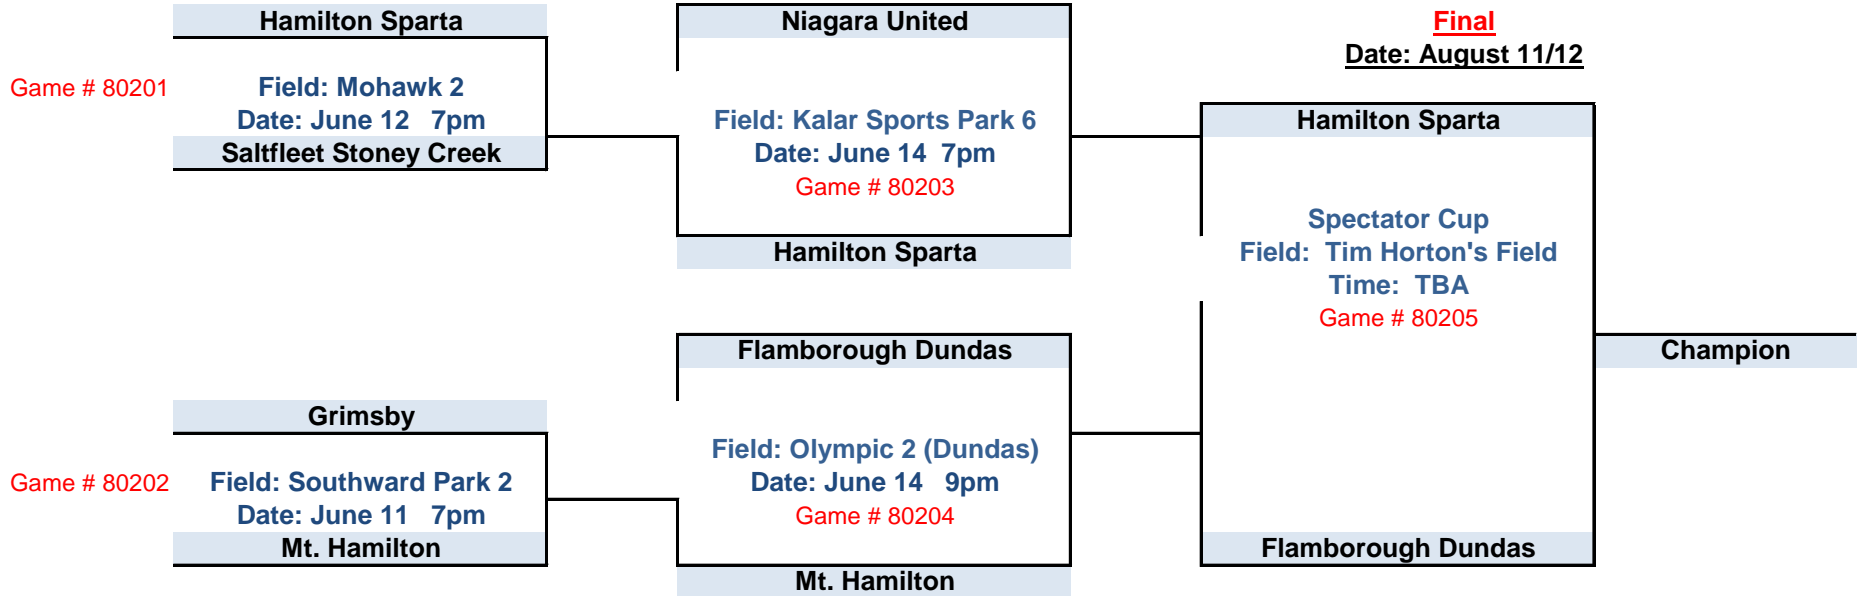 Hamilton Sparta
Game # 80201
Field: Mohawk 2
Date: June 12 7pm
Saltfleet Stoney Creek
Niagara United
Field: Kalar Sports Park 6
Date: June 14 7pm
Game # 80203
Hamilton Sparta
Final
Date: August 11/12
Hamilton Sparta
Spectator Cup
Field: Tim Horton's Field
Time: TBA
Game # 80205
Flamborough Dundas
Champion
Flamborough Dundas
Field: Olympic 2 (Dundas)
Date: June 14 9pm
Game # 80204
Mt. Hamilton
Grimsby
Game # 80202
Field: Southward Park 2
Date: June 11 7pm
Mt. Hamilton